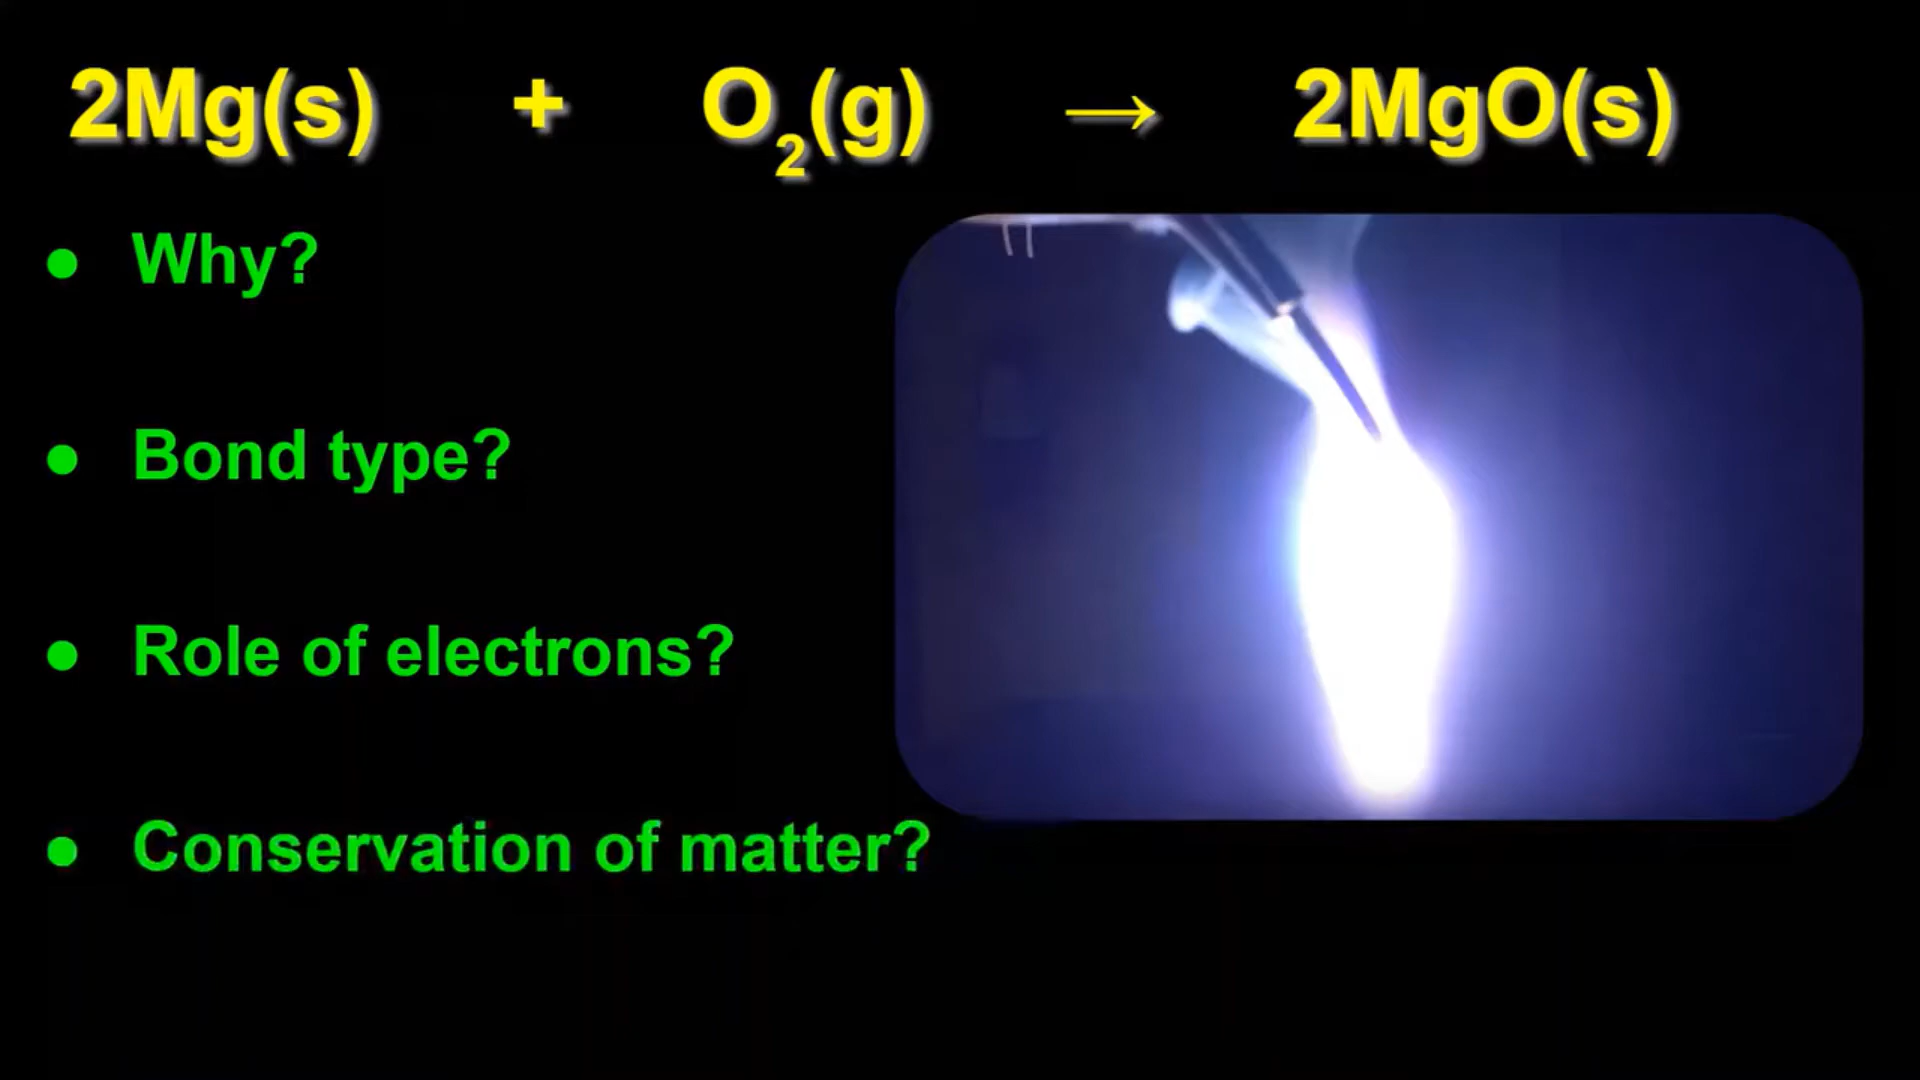 2Mg(s) + O₂(g) → 2MgO(s)
● Why?
● Bond type?
● Role of electrons?
● Conservation of matter?